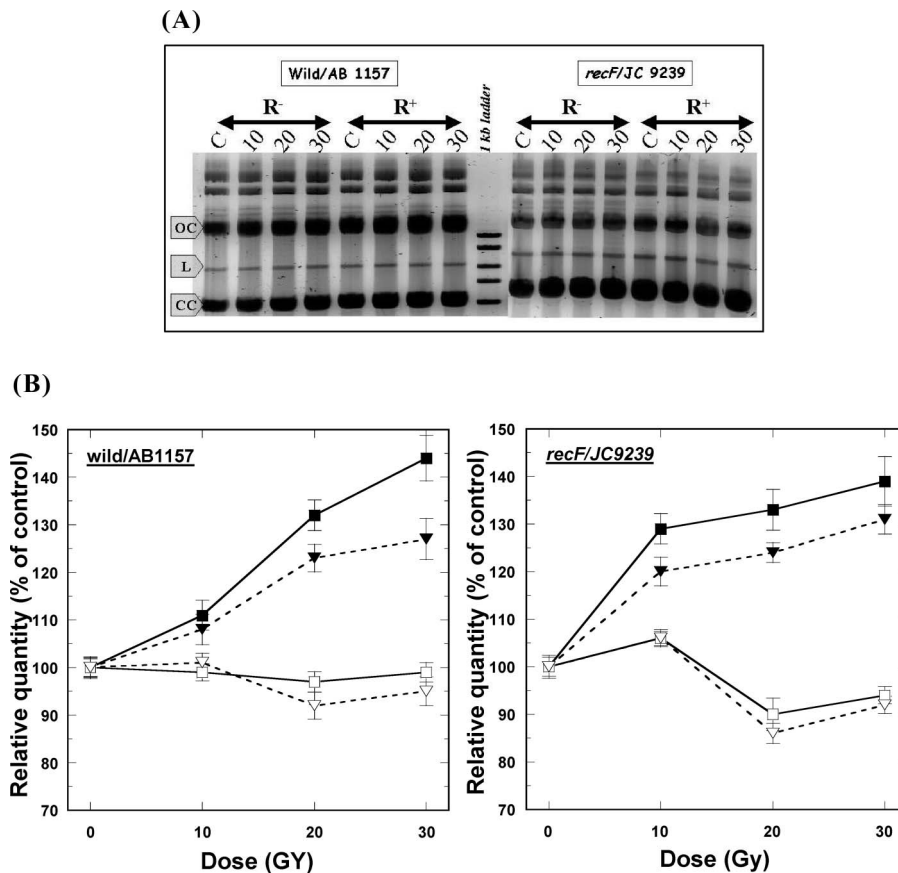 (A)
Wild/AB 1157
recF/JC 9239
R⁻ R⁺ 1 kb ladder R⁻ R⁺
C 10 20 30 C 10 20 30 C 10 20 30 C 10 20 30
OC
L
CC
(B)
Relative quantity (% of control)
150
140
130
120
110
100
90
80
70
wild/AB1157
0 10 20 30
Dose (GY)
Relative quantity (% of control)
150
140
130
120
110
100
90
80
70
recF/JC9239
0 10 20 30
Dose (Gy)